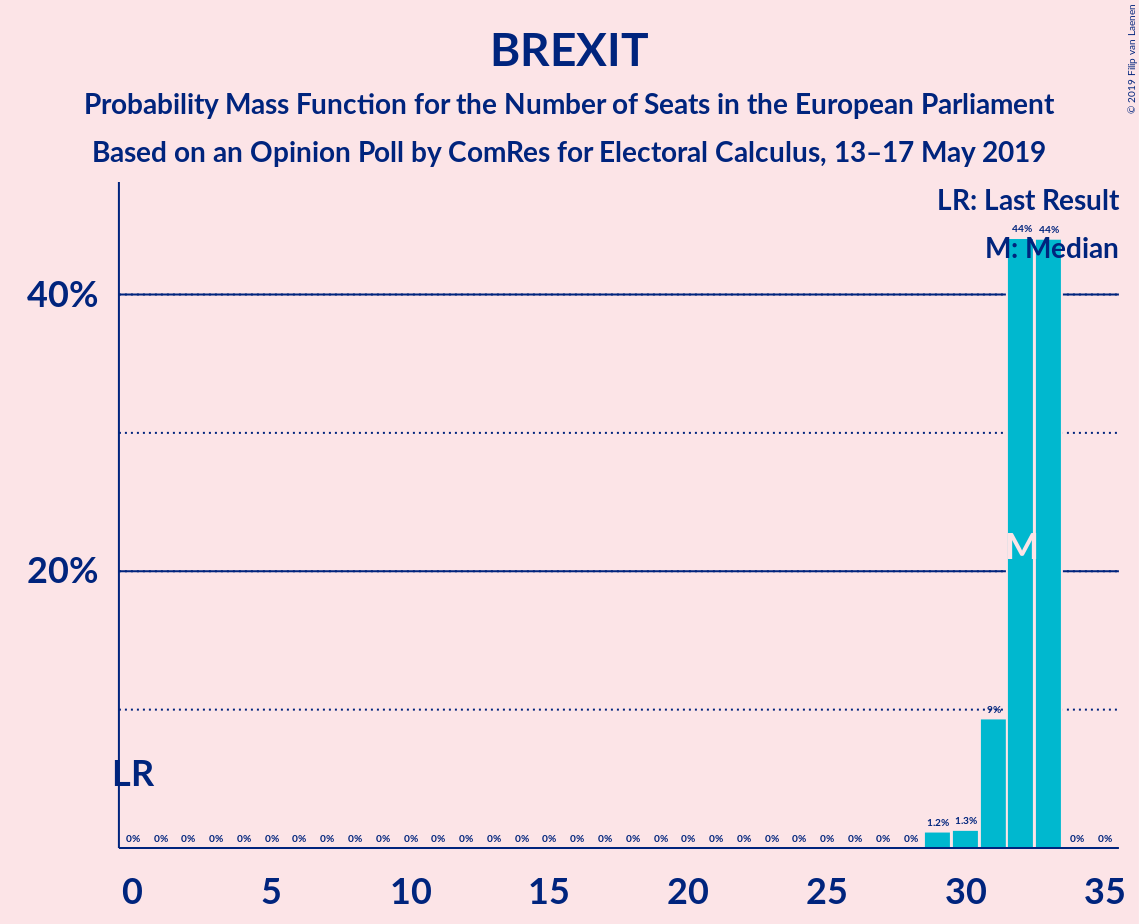 BREXIT
Probability Mass Function for the Number of Seats in the European Parliament
Based on an Opinion Poll by ComRes for Electoral Calculus, 13–17 May 2019
© 2019 Filip van Laenen
LR: Last Result
M: Median
44% 44%
40%
M
20%
9%
LR
1.2% 1.3%
0% 0% 0% 0% 0% 0% 0% 0% 0% 0% 0% 0% 0% 0% 0% 0% 0% 0% 0% 0% 0% 0% 0% 0% 0% 0% 0% 0% 0% 0% 0%
0 5 10 15 20 25 30 35